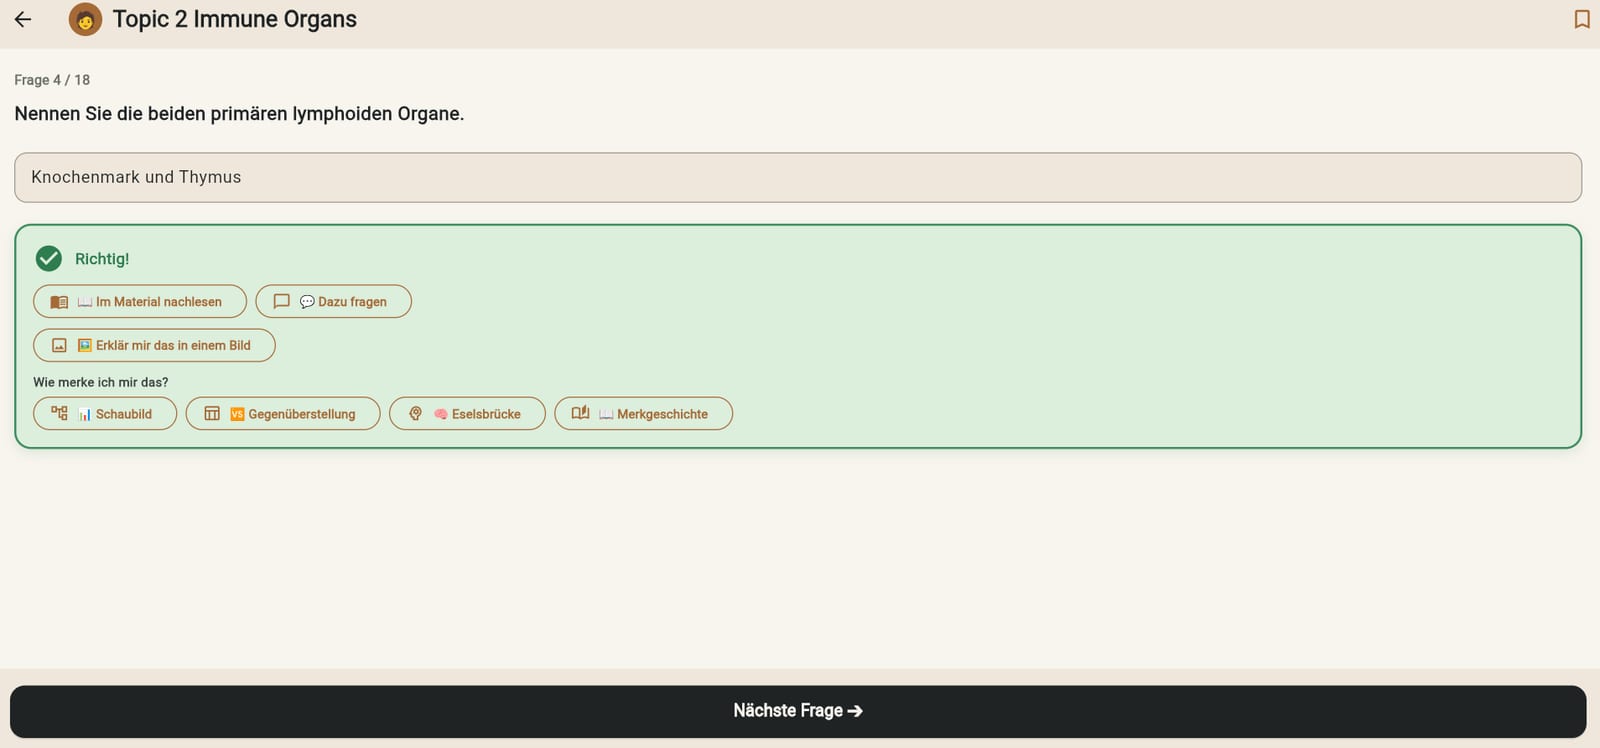 Topic 2 Immune Organs
Frage 4 / 18
Nennen Sie die beiden primären lymphoiden Organe.
Knochenmark und Thymus
Richtig!
📖 Im Material nachlesen 💬 Dazu fragen
🖼️ Erklär mir das in einem Bild
Wie merke ich mir das?
📊 Schaubild 🆚 Gegenüberstellung 🧠 Eselsbrücke 📖 Merkgeschichte
Nächste Frage →